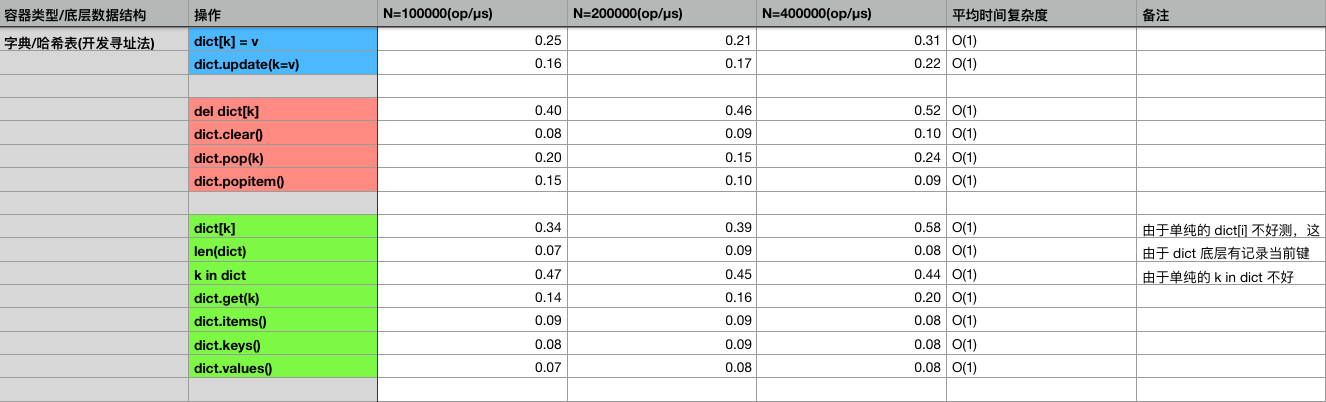 容器类型/底层数据结构 操作 N=100000(op/μs) N=200000(op/μs) N=400000(op/μs) 平均时间复杂度 备注
字典/哈希表(开发寻址法) dict[k] = v 0.25 0.21 0.31 O(1)
dict.update(k=v) 0.16 0.17 0.22 O(1)
del dict[k] 0.40 0.46 0.52 O(1)
dict.clear() 0.08 0.09 0.10 O(1)
dict.pop(k) 0.20 0.15 0.24 O(1)
dict.popitem() 0.15 0.10 0.09 O(1)
dict[k] 0.34 0.39 0.58 O(1) 由于单纯的 dict[i] 不好测，这
len(dict) 0.07 0.09 0.08 O(1) 由于 dict 底层有记录当前键
k in dict 0.47 0.45 0.44 O(1) 由于单纯的 k in dict 不好
dict.get(k) 0.14 0.16 0.20 O(1)
dict.items() 0.09 0.09 0.08 O(1)
dict.keys() 0.08 0.09 0.08 O(1)
dict.values() 0.07 0.08 0.08 O(1)